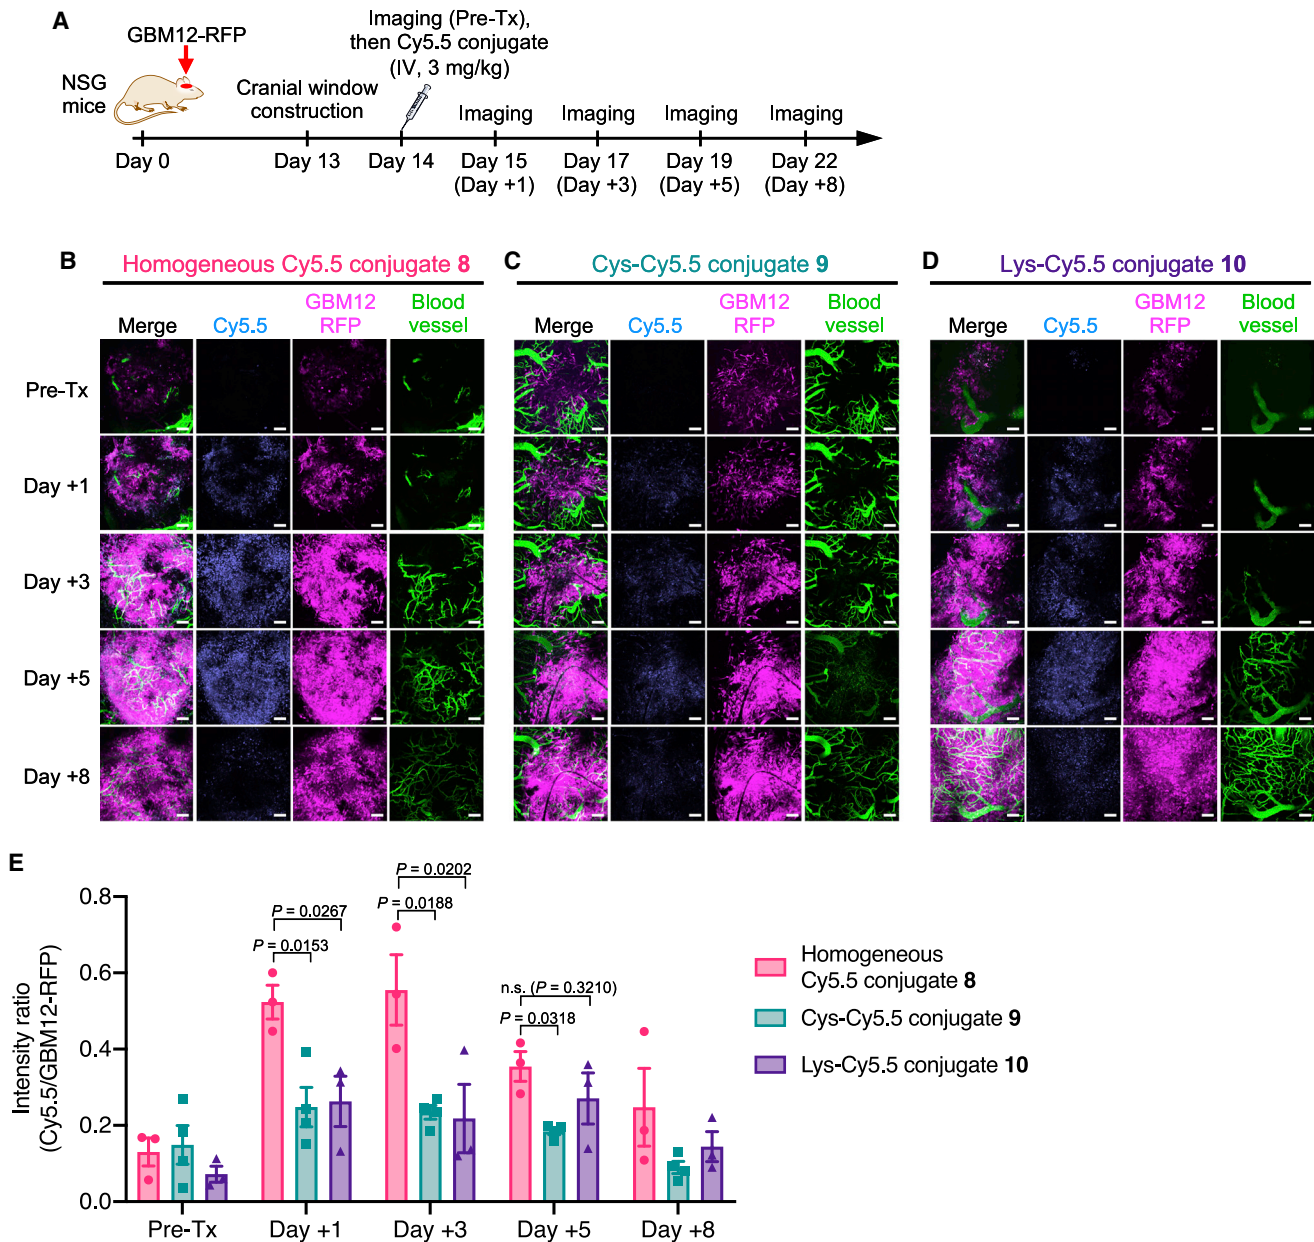 A
GBM12-RFP
NSG
mice
Cranial window
construction
Imaging (Pre-Tx),
then Cy5.5 conjugate
(IV, 3 mg/kg)
Imaging
Imaging
Imaging
Imaging
Day 0
Day 13
Day 14
Day 15
(Day +1)
Day 17
(Day +3)
Day 19
(Day +5)
Day 22
(Day +8)
B
Homogeneous Cy5.5 conjugate 8
Merge
Cy5.5
GBM12
RFP
Blood
vessel
C
Cys-Cy5.5 conjugate 9
Merge
Cy5.5
GBM12
RFP
Blood
vessel
D
Lys-Cy5.5 conjugate 10
Merge
Cy5.5
GBM12
RFP
Blood
vessel
Pre-Tx
Day +1
Day +3
Day +5
Day +8
E
Intensity ratio
(Cy5.5/GBM12-RFP)
0.8
0.6
0.4
0.2
0.0
P = 0.0267
P = 0.0153
P = 0.0202
P = 0.0188
n.s. (P = 0.3210)
P = 0.0318
Pre-Tx
Day +1
Day +3
Day +5
Day +8
Homogeneous
Cy5.5 conjugate 8
Cys-Cy5.5 conjugate 9
Lys-Cy5.5 conjugate 10